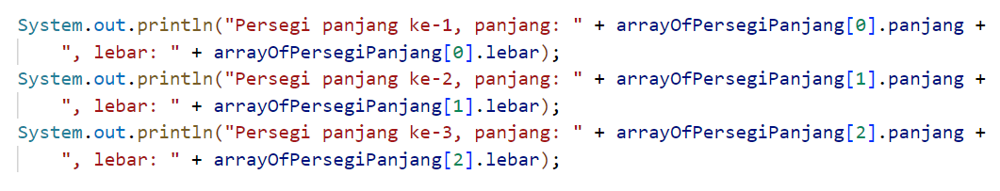 System.out.println("Persegi panjang ke-1, panjang: " + arrayOfPersegiPanjang[0].panjang +
    ", lebar: " + arrayOfPersegiPanjang[0].lebar);
System.out.println("Persegi panjang ke-2, panjang: " + arrayOfPersegiPanjang[1].panjang +
    ", lebar: " + arrayOfPersegiPanjang[1].lebar);
System.out.println("Persegi panjang ke-3, panjang: " + arrayOfPersegiPanjang[2].panjang +
    ", lebar: " + arrayOfPersegiPanjang[2].lebar);